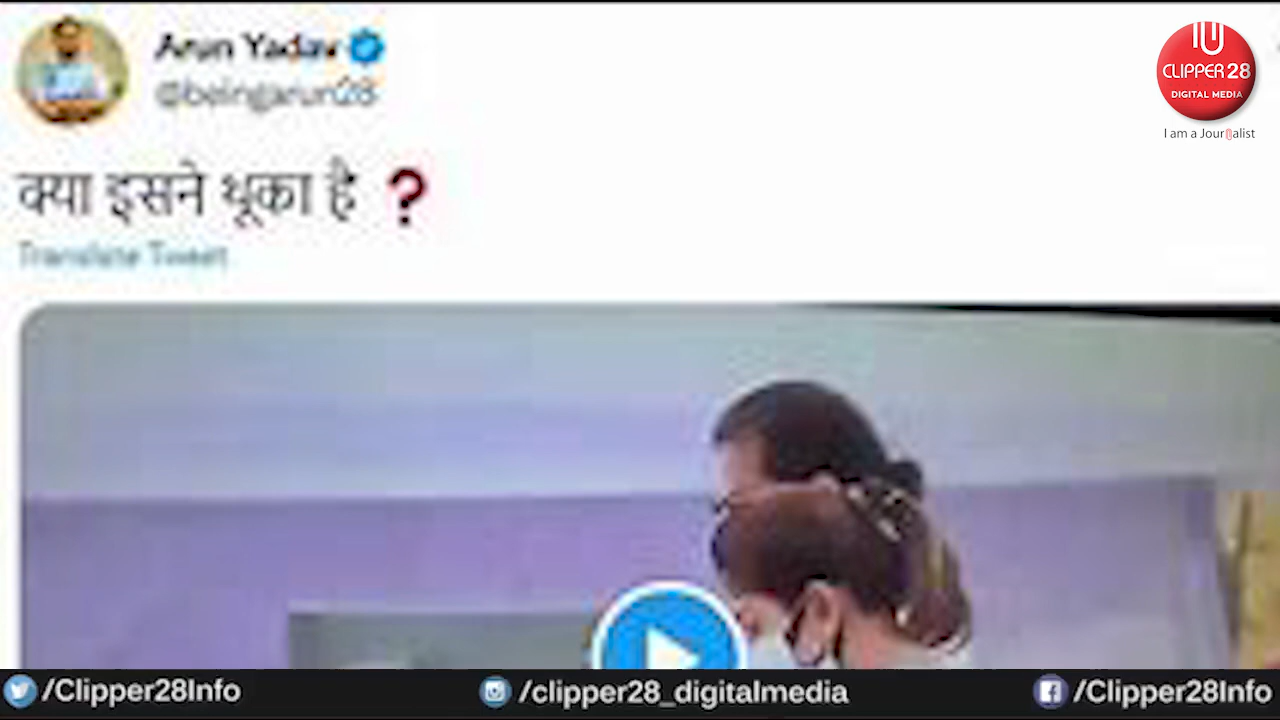 Arun Yadav
@beingarun28
क्या इसने थूका है ?
Translate Tweet
CLIPPER 28
DIGITAL MEDIA
I am a Journalist
/Clipper28Info
/clipper28_digitalmedia
/Clipper28Info